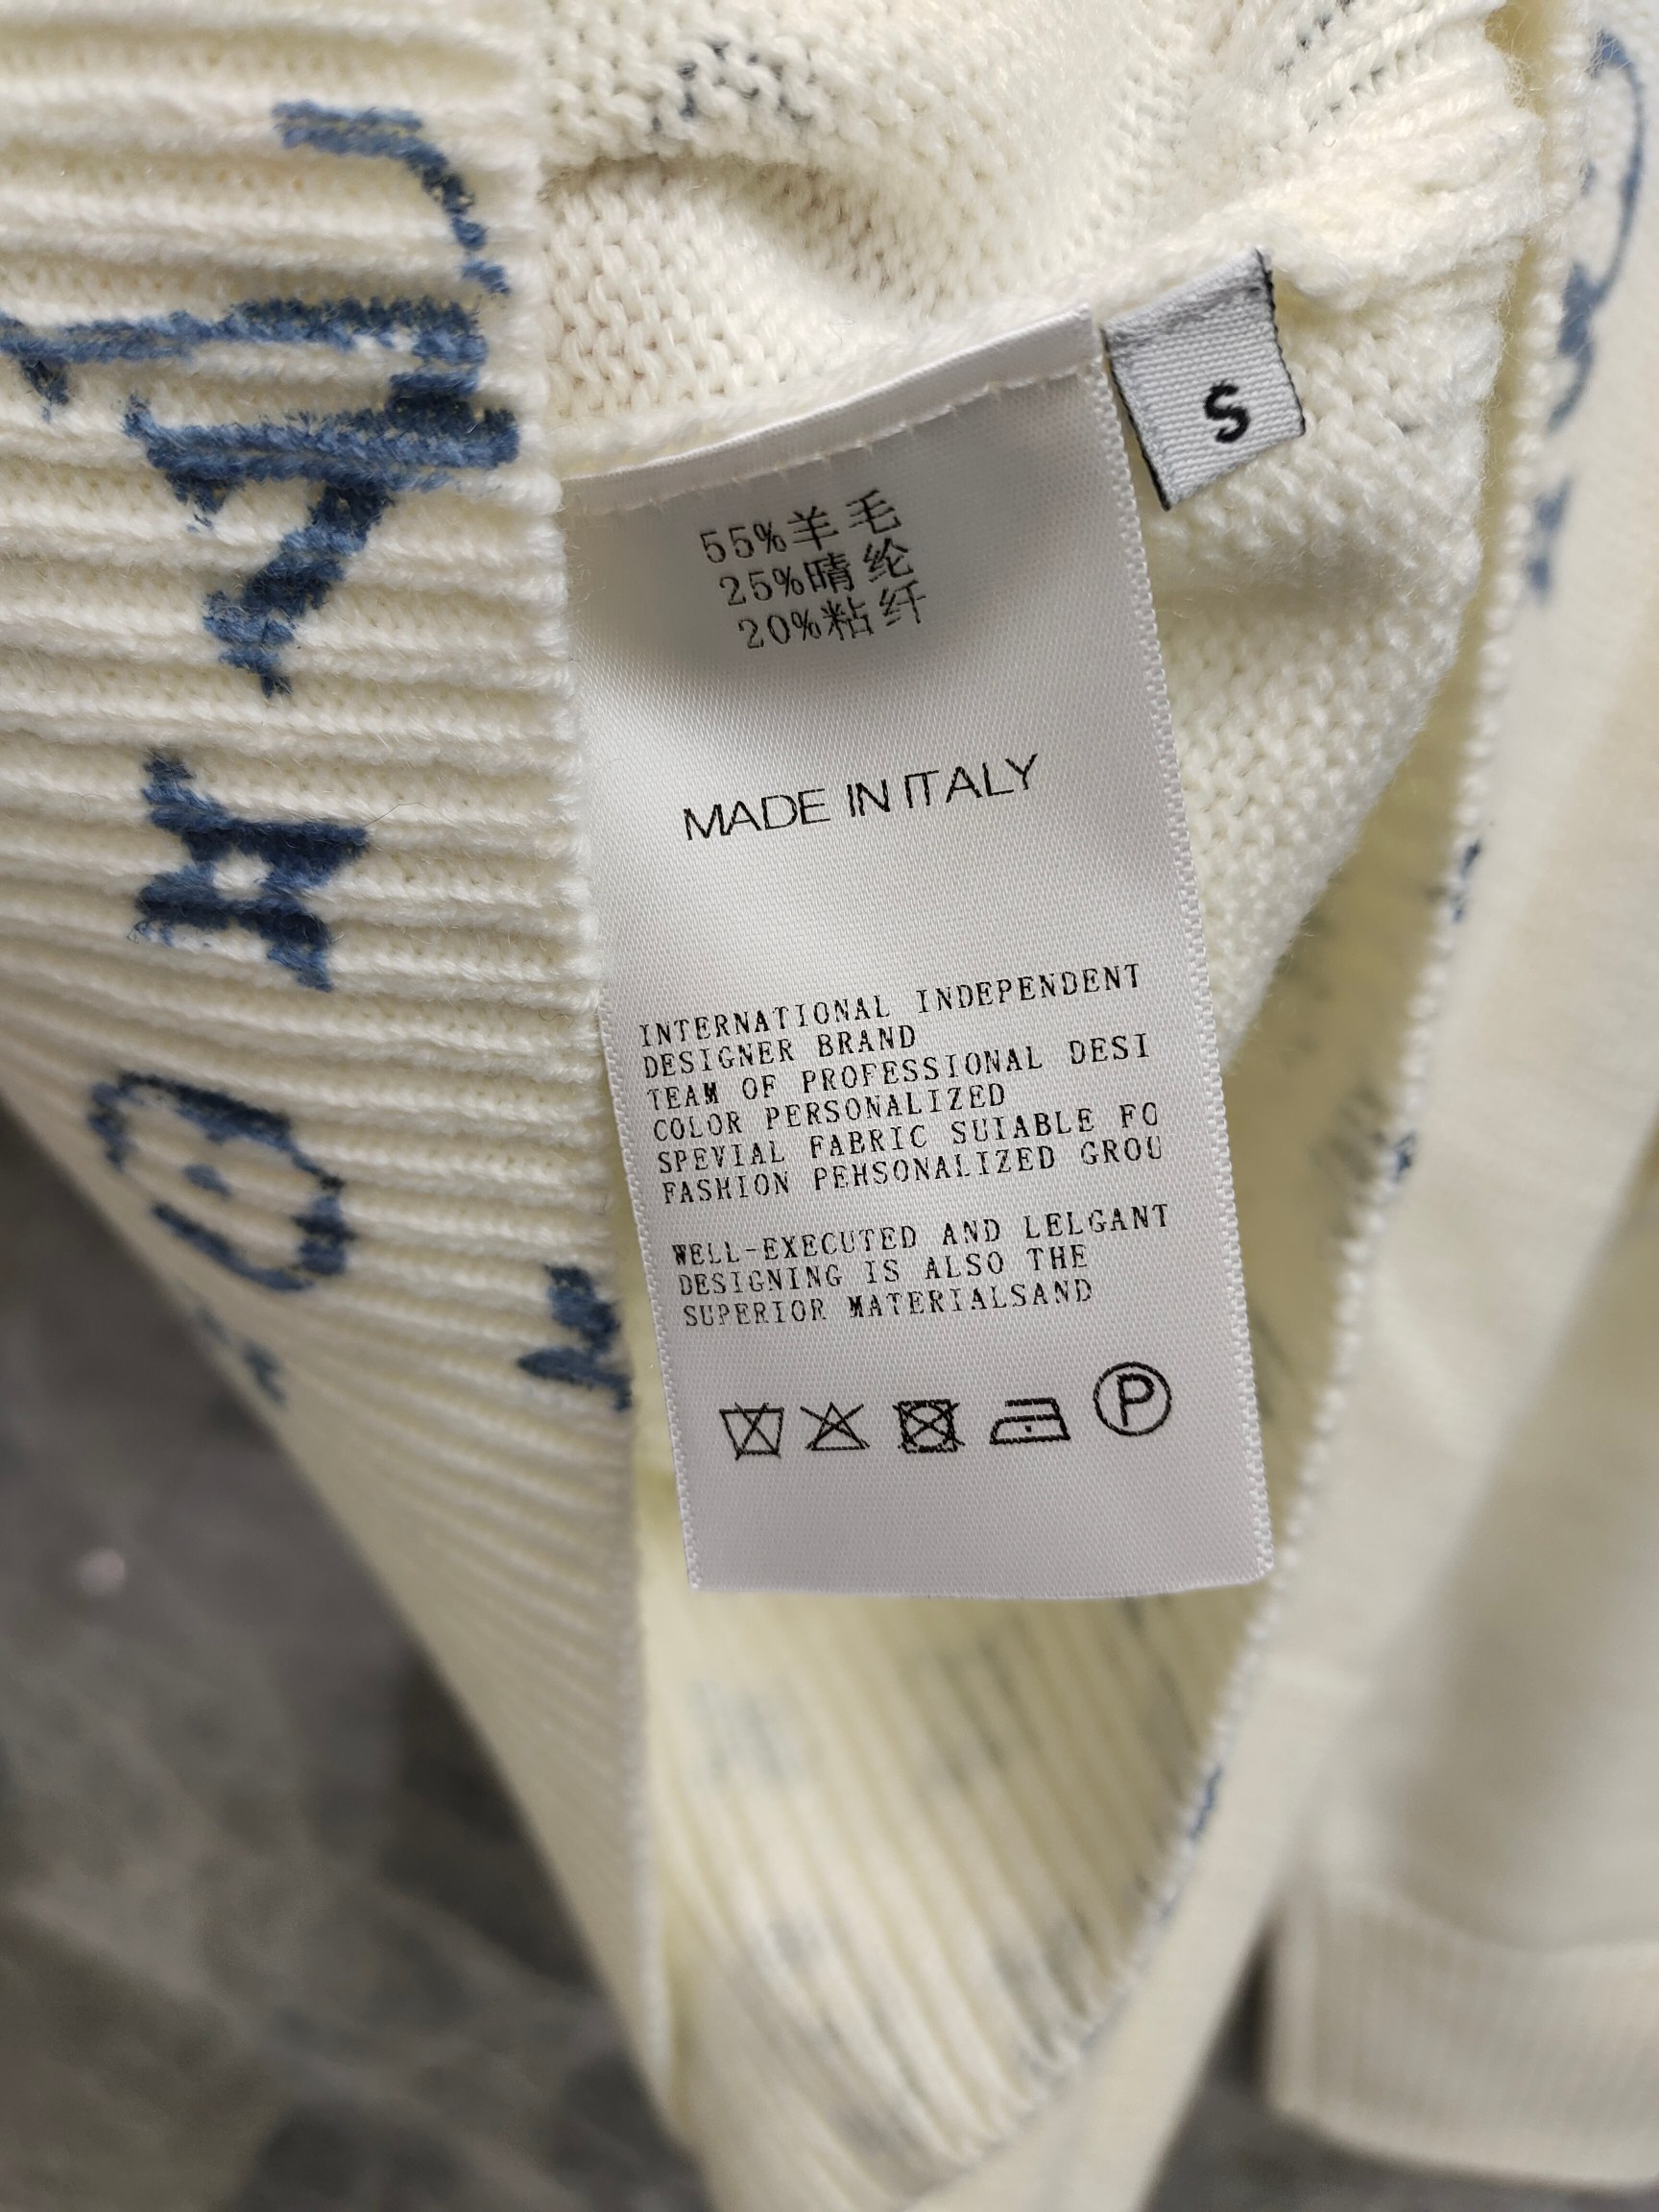 S
55%羊毛
25%晴纶
20%粘纤
MADE IN ITALY
INTERNATIONAL INDEPENDENT
DESIGNER BRAND
TEAM OF PROFESSIONAL DESI
COLOR PERSONALIZED
SPEVIAL FABRIC SUIABLE FO
FASHION PEHSONALIZED GROU
WELL-EXECUTED AND LELGANT
DESIGNING IS ALSO THE
SUPERIOR MATERIALSAND
P